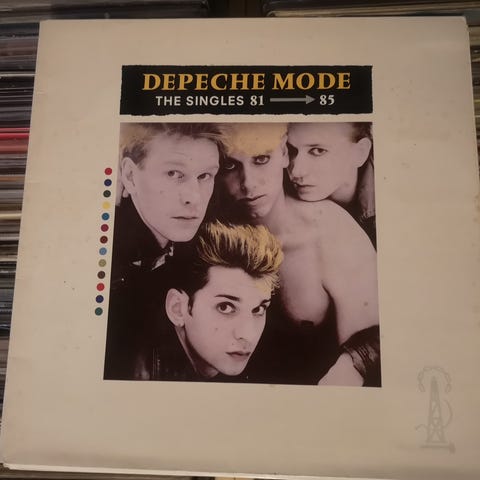 DEPECHE MODE
THE SINGLES 81 → 85